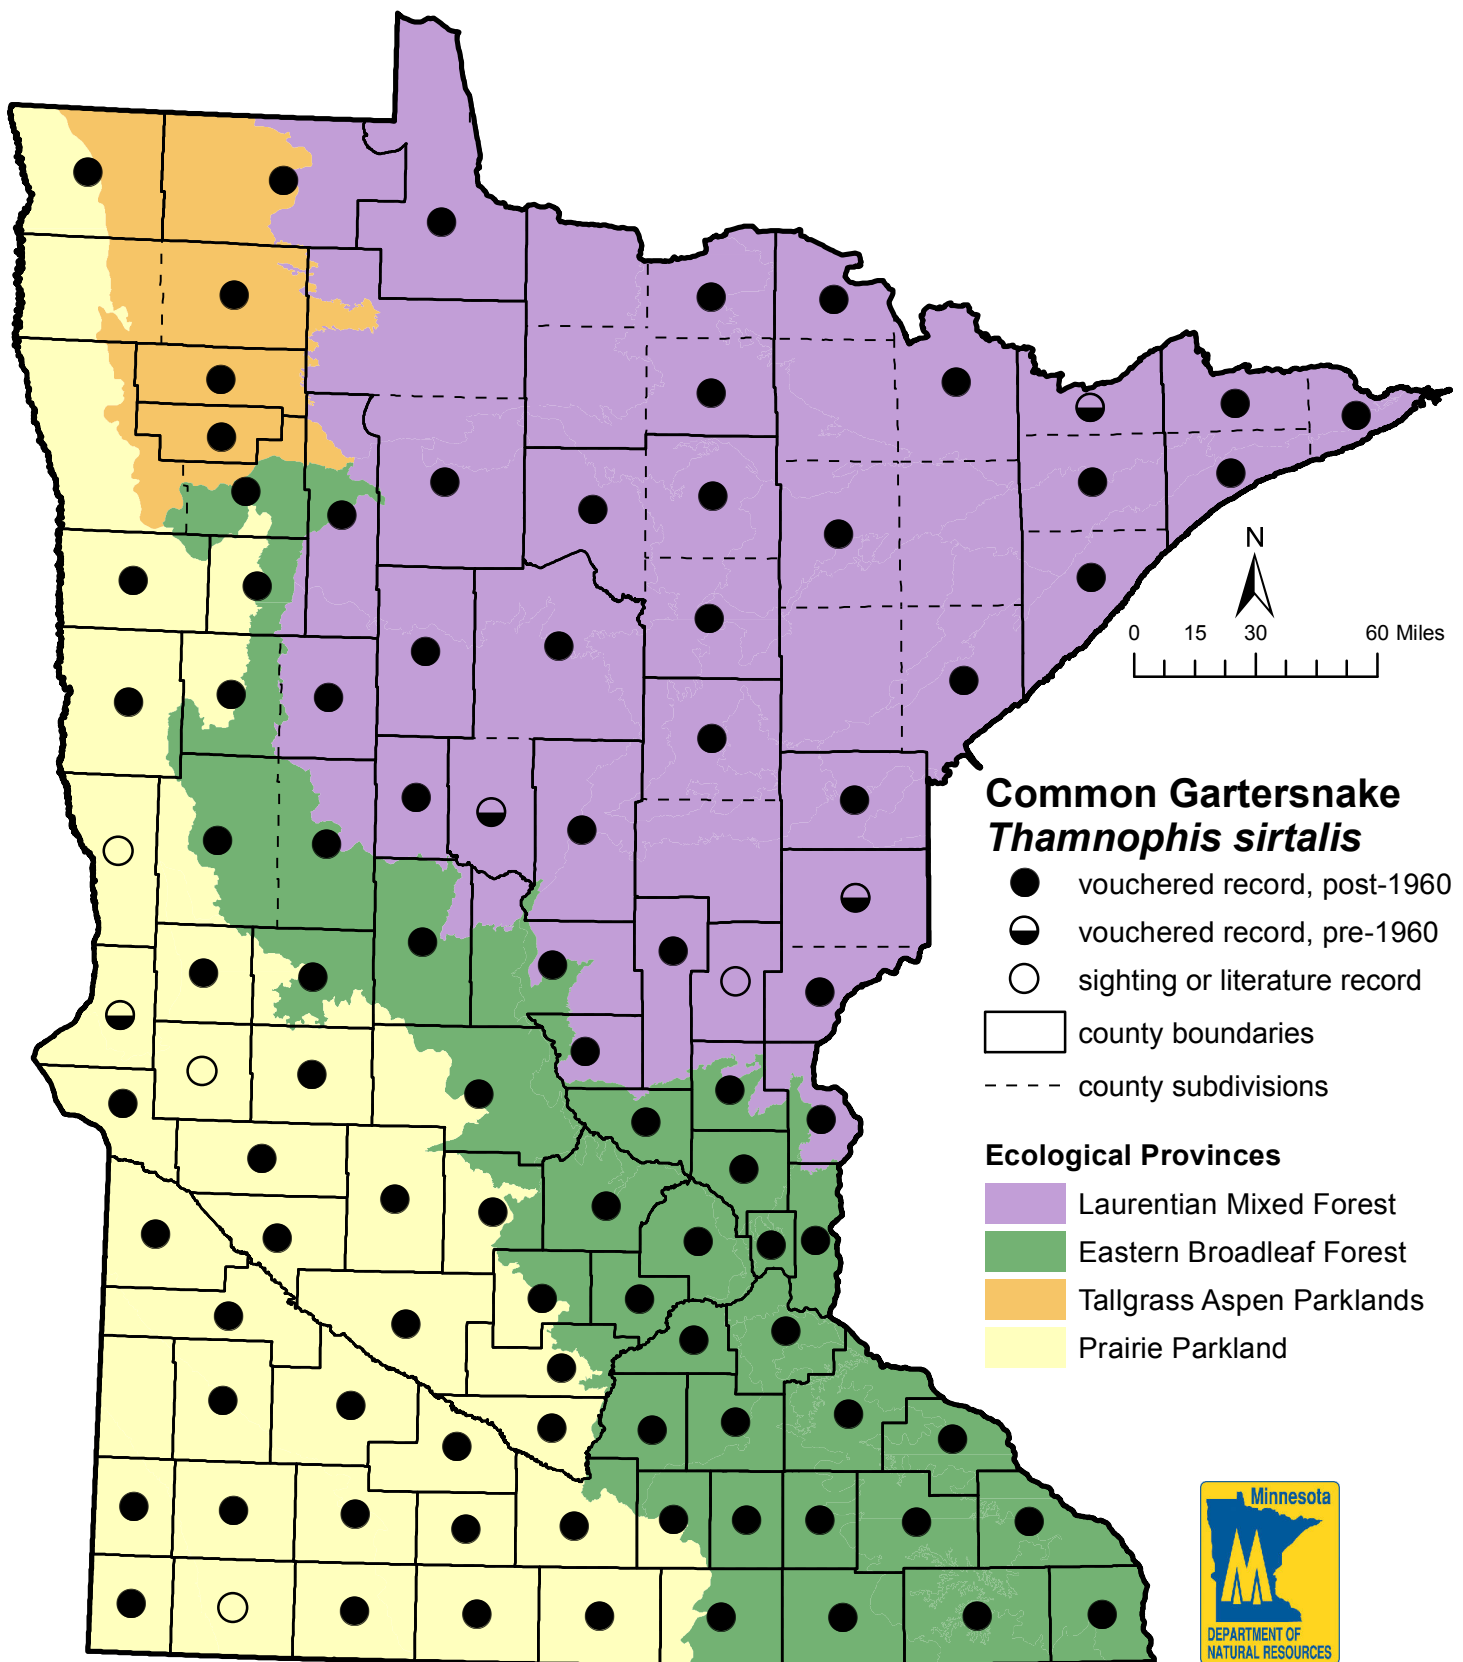 N
0 15 30 60 Miles
Common Gartersnake
Thamnophis sirtalis
vouchered record, post-1960
vouchered record, pre-1960
sighting or literature record
county boundaries
county subdivisions
Ecological Provinces
Laurentian Mixed Forest
Eastern Broadleaf Forest
Tallgrass Aspen Parklands
Prairie Parkland
Minnesota
DEPARTMENT OF
NATURAL RESOURCES